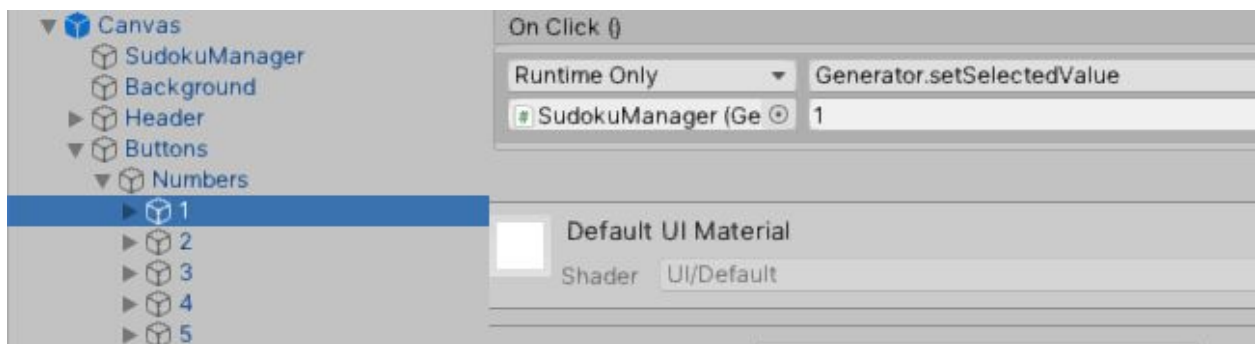 Canvas
SudokuManager
Background
Header
Buttons
Numbers
1
2
3
4
5
On Click ()
Runtime Only
Generator.setSelectedValue
SudokuManager (Ge
1
Default UI Material
Shader
UI/Default